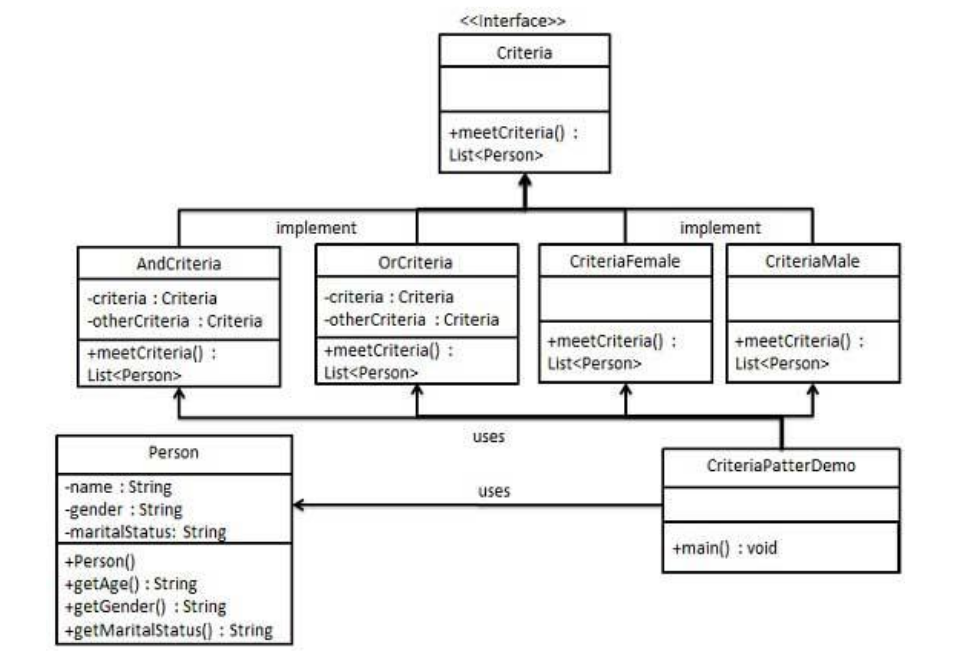 <<Interface>>
Criteria
+meetCriteria() :
List<Person>
implement
implement
AndCriteria
-criteria : Criteria
-otherCriteria : Criteria
+meetCriteria() :
List<Person>
OrCriteria
-criteria : Criteria
-otherCriteria : Criteria
+meetCriteria() :
List<Person>
CriteriaFemale
+meetCriteria() :
List<Person>
CriteriaMale
+meetCriteria() :
List<Person>
uses
Person
-name : String
-gender : String
-maritalStatus: String
+Person()
+getAge() : String
+getGender() : String
+getMaritalStatus() : String
uses
CriteriaPatterDemo
+main() : void